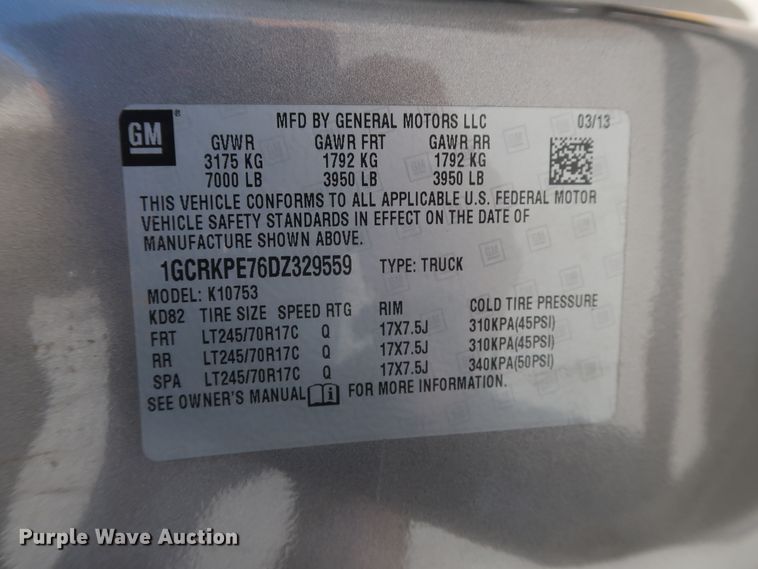 GM ® MFD BY GENERAL MOTORS LLC 03/13
GVWR GAWR FRT GAWR RR
3175 KG 1792 KG 1792 KG
7000 LB 3950 LB 3950 LB
THIS VEHICLE CONFORMS TO ALL APPLICABLE U.S. FEDERAL MOTOR
VEHICLE SAFETY STANDARDS IN EFFECT ON THE DATE OF
MANUFACTURE SHOWN ABOVE.
1GCRKPE76DZ329559 TYPE: TRUCK
MODEL: K10753
KD82 TIRE SIZE SPEED RTG RIM COLD TIRE PRESSURE
FRT LT245/70R17C Q 17X7.5J 310KPA(45PSI)
RR LT245/70R17C Q 17X7.5J 310KPA(45PSI)
SPA LT245/70R17C Q 17X7.5J 340KPA(50PSI)
SEE OWNER'S MANUAL FOR MORE INFORMATION.
Purple Wave Auction